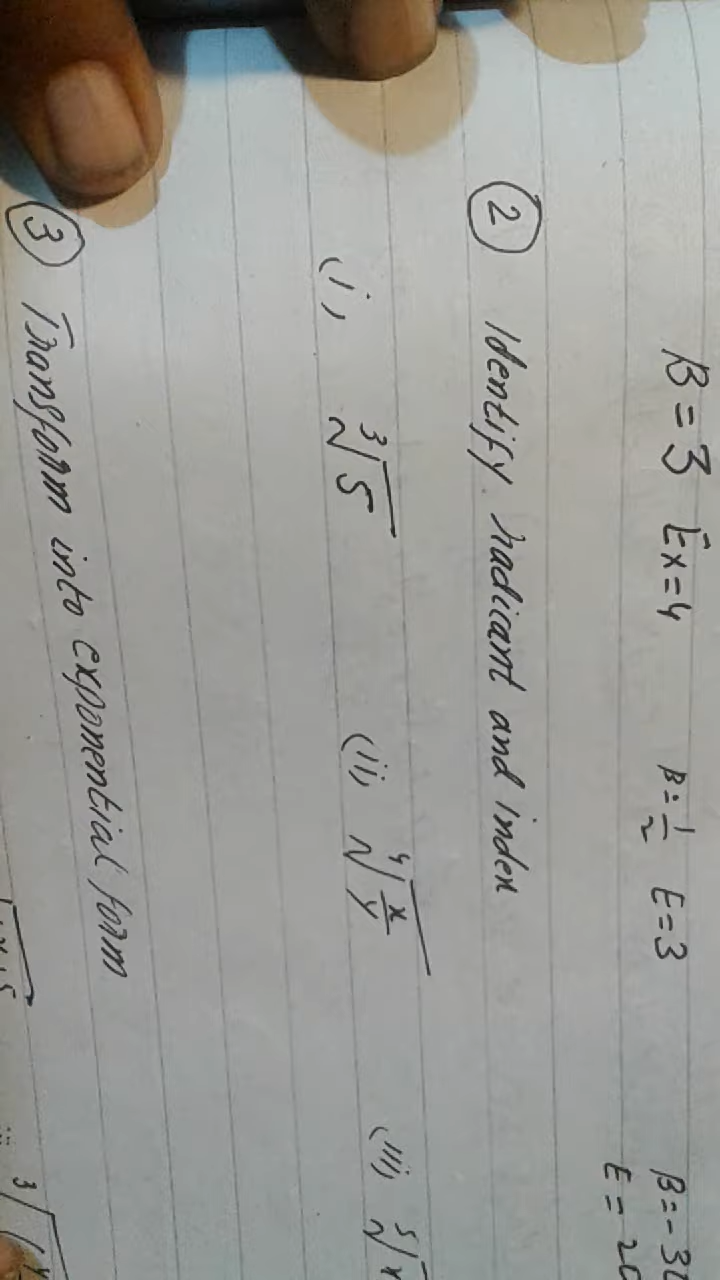 B = 3 Ex = 4 B = 1/2 E = 3 B = -3
E = 2
② Identify radicant and index
(i, ∛5 (ii, ∜(x/y) (iii, ⁵√x
③ Transform into exponential form